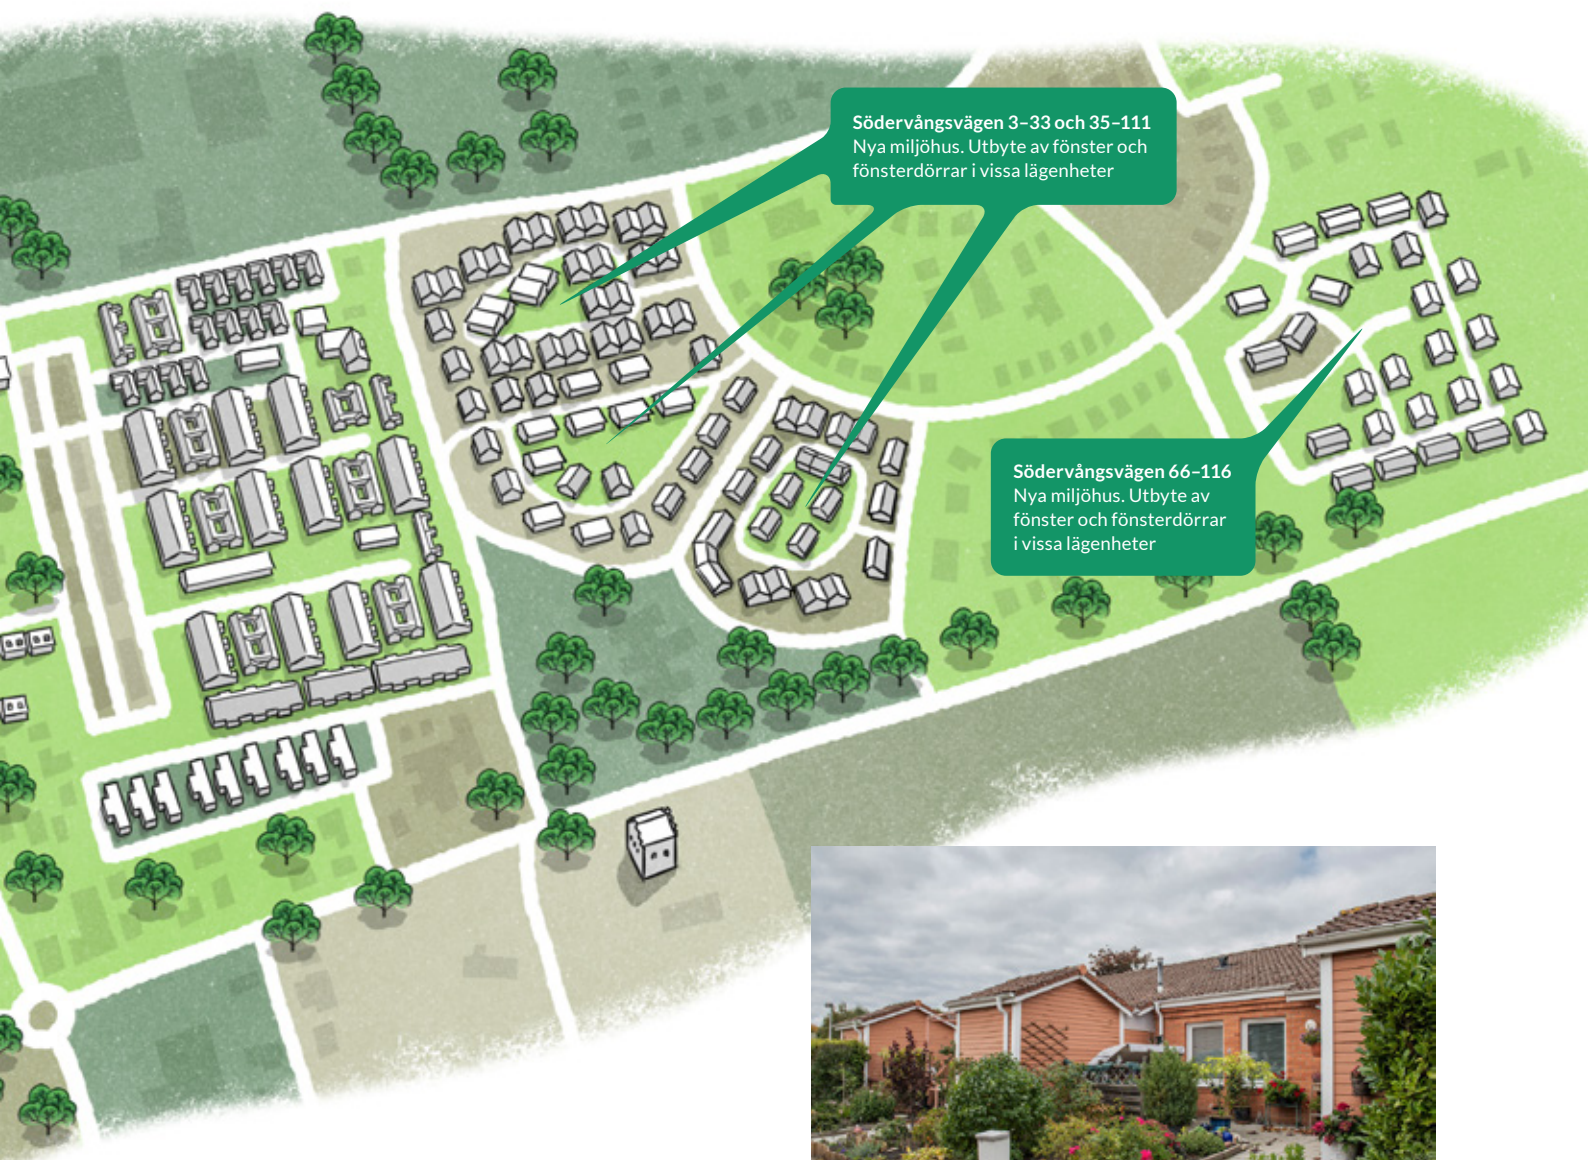 Södervångsvägen 3–33 och 35–111
Nya miljöhus. Utbyte av fönster och
fönsterdörrar i vissa lägenheter
Södervångsvägen 66–116
Nya miljöhus. Utbyte av
fönster och fönsterdörrar
i vissa lägenheter